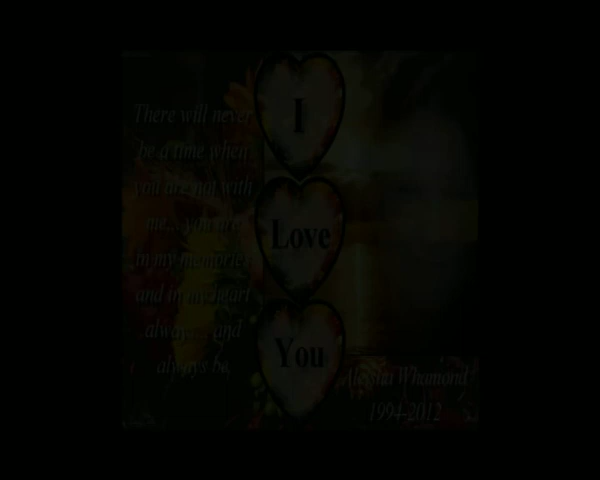 There will never
be a time when
you are not with
me... you are
in my memories
and in my heart
always and
always be,
I
Love
You
Whamond
1994-2012